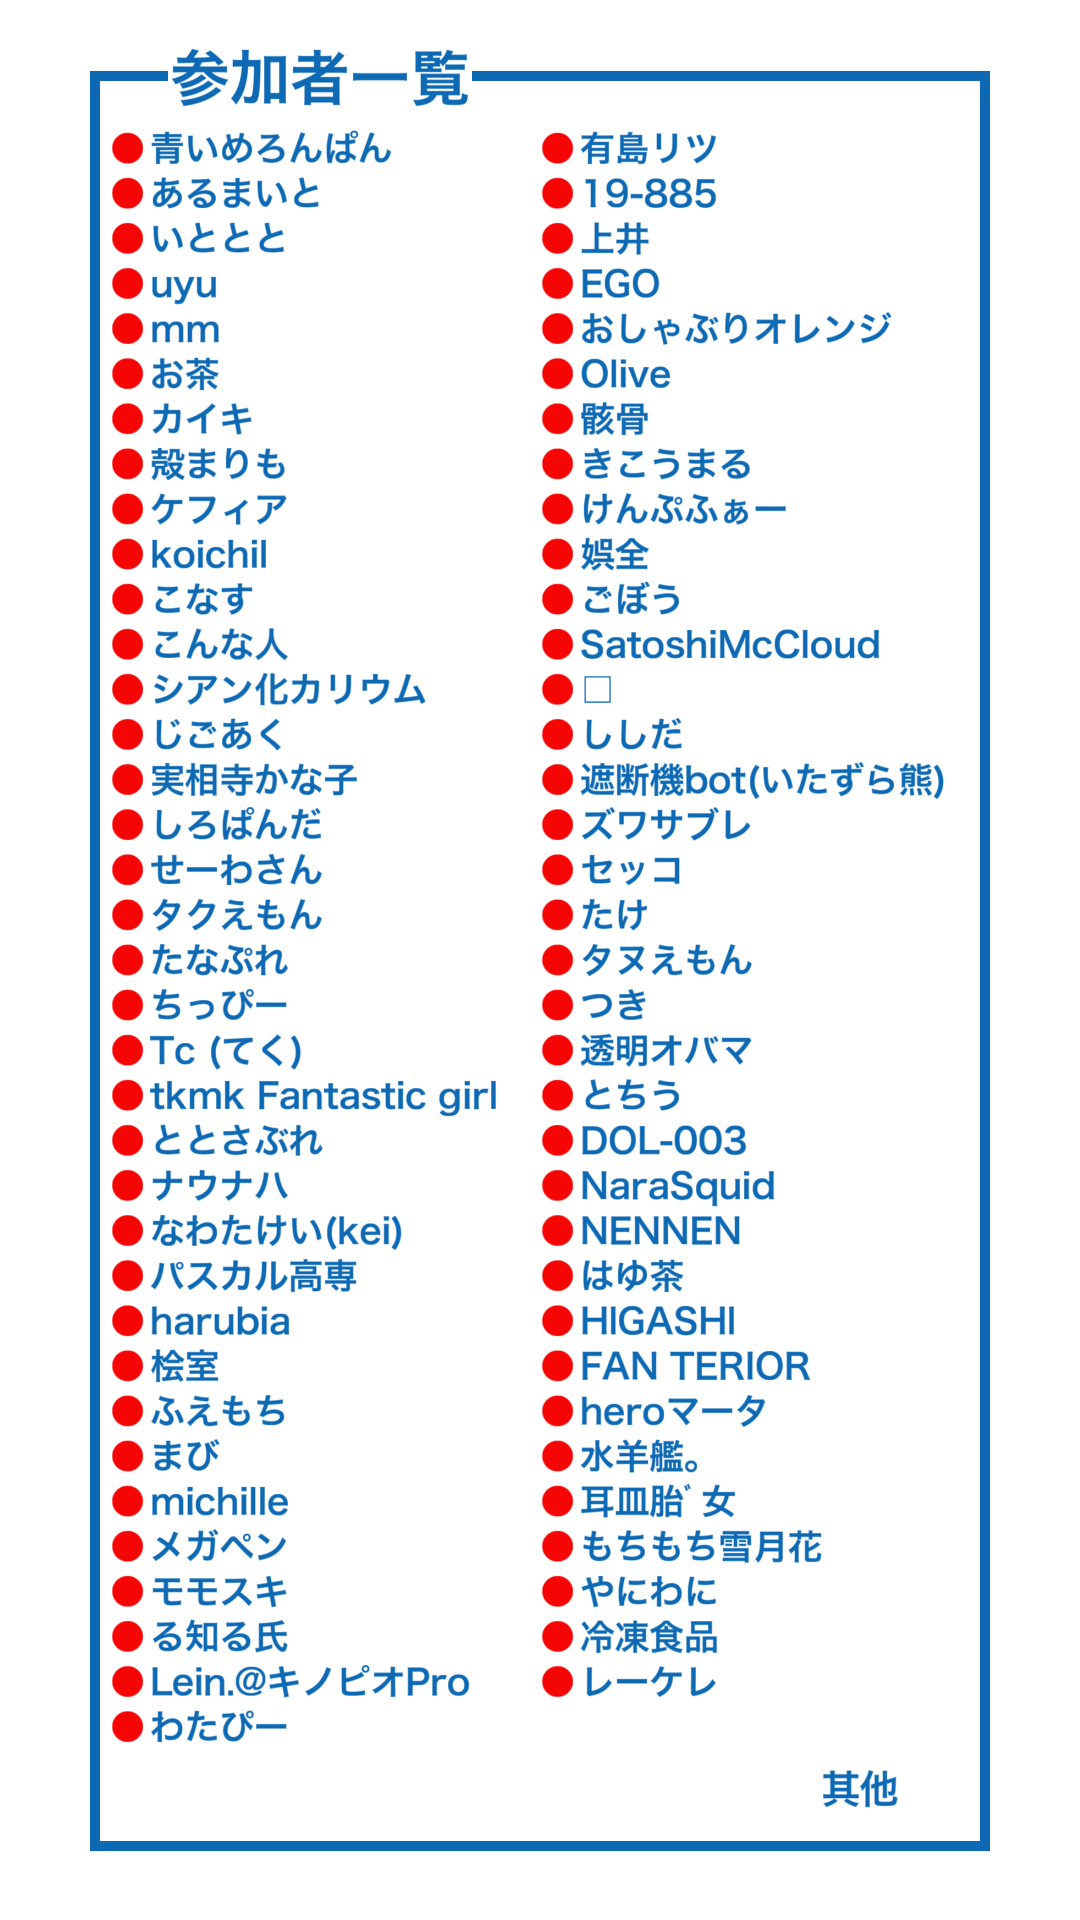 参加者一覧
●青いめろんぱん
●有島リツ
●あるまいと
●19-885
●いととと
●上井
●uyu
●EGO
●mm
●おしゃぶりオレンジ
●お茶
●Olive
●カイキ
●骸骨
●殻まりも
●きこうまる
●ケフィア
●けんぷふぁー
●koichil
●娯全
●こなす
●ごぼう
●こんな人
●SatoshiMcCloud
●シアン化カリウム
●□
●じごあく
●ししだ
●実相寺かな子
●遮断機bot(いたずら熊)
●しろぱんだ
●ズワサブレ
●せーわさん
●セッコ
●タクえもん
●たけ
●たなぷれ
●タヌえもん
●ちっぴー
●つき
●Tc (てく)
●透明オバマ
●tkmk Fantastic girl
●とちう
●ととさぶれ
●DOL-003
●ナウナハ
●NaraSquid
●なわたけい(kei)
●NENNEN
●パスカル高専
●はゆ茶
●harubia
●HIGASHI
●桧室
●FAN TERIOR
●ふえもち
●heroマータ
●まび
●水羊艦。
●michille
●耳皿胎゛女
●メガペン
●もちもち雪月花
●モモスキ
●やにわに
●る知る氏
●冷凍食品
●Lein.@キノピオPro
●レーケレ
●わたぴー
其他